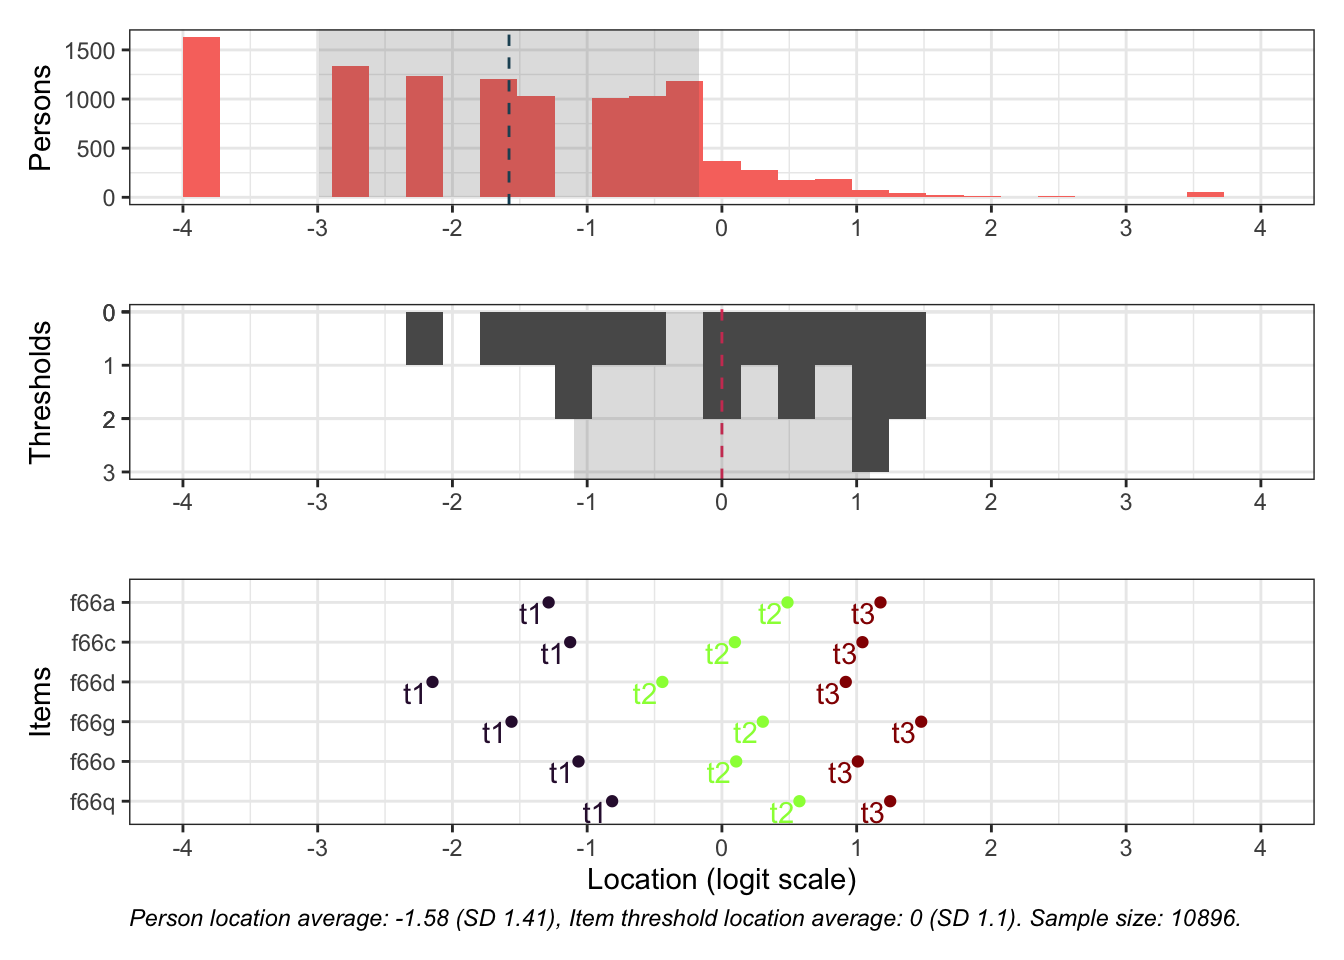 Persons
1500
1000
500
0
-4 -3 -2 -1 0 1 2 3 4
Thresholds
0
1
2
3
-4 -3 -2 -1 0 1 2 3 4
Items
f66a t1 t2 t3
f66c t1 t2 t3
f66d t1 t2 t3
f66g t1 t2 t3
f66o t1 t2 t3
f66q t1 t2 t3
-4 -3 -2 -1 0 1 2 3 4
Location (logit scale)
Person location average: -1.58 (SD 1.41), Item threshold location average: 0 (SD 1.1). Sample size: 10896.